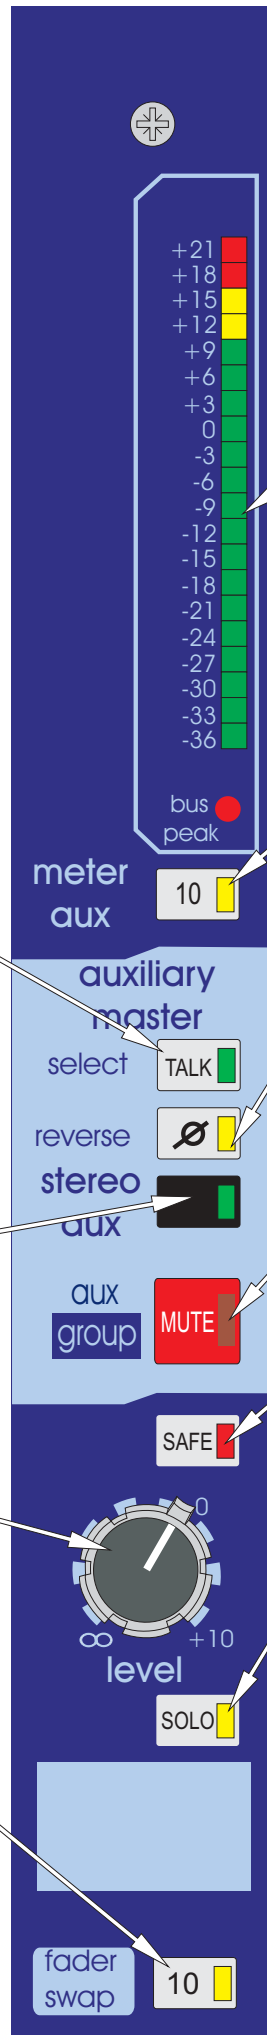 +21
+18
+15
+12
+9
+6
+3
0
-3
-6
-9
-12
-15
-18
-21
-24
-27
-30
-33
-36
bus
peak
meter
aux
10
auxiliary
master
select
TALK
reverse
Ø
stereo
aux
aux
group
MUTE
SAFE
0
∞
+10
level
SOLO
fader
swap
10